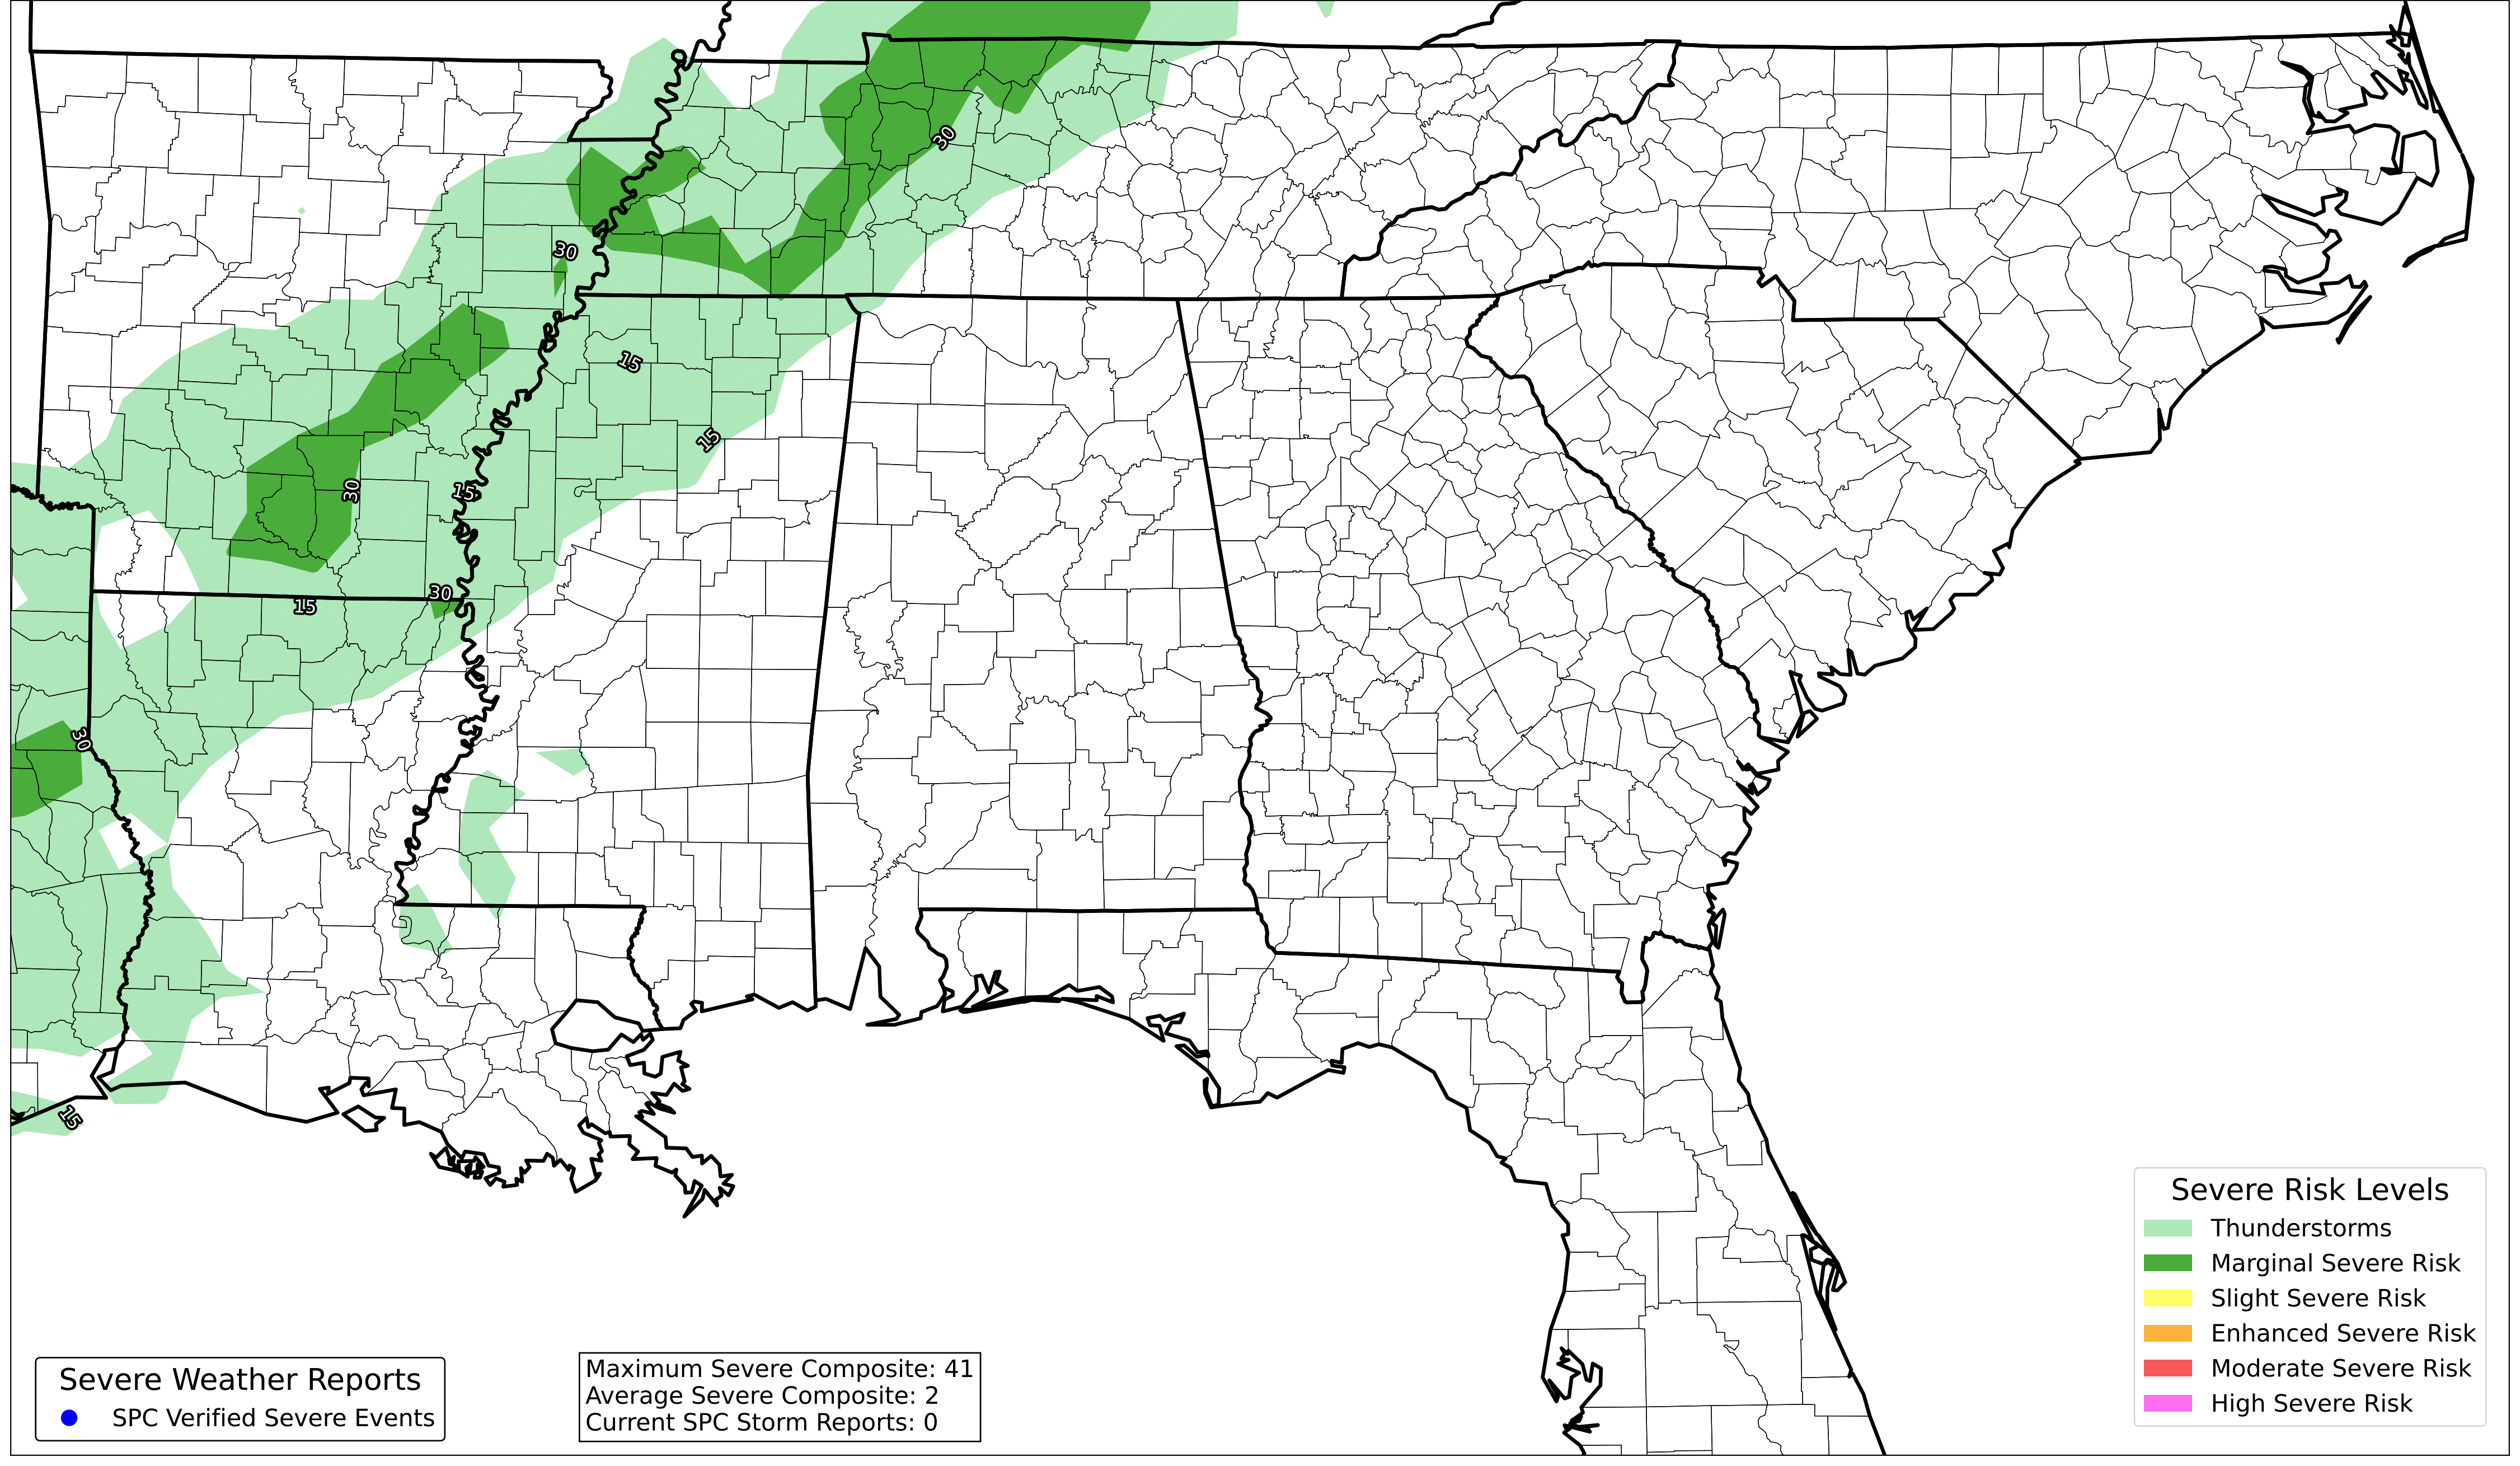 30
30
15
15
30
15
30
15
30
15
Severe Risk Levels
Thunderstorms
Marginal Severe Risk
Slight Severe Risk
Enhanced Severe Risk
Moderate Severe Risk
High Severe Risk
Severe Weather Reports
SPC Verified Severe Events
Maximum Severe Composite: 41
Average Severe Composite: 2
Current SPC Storm Reports: 0